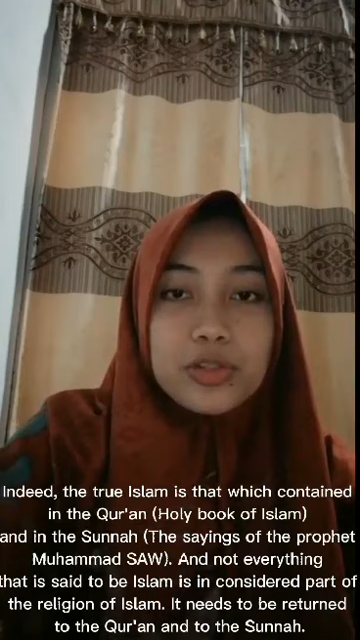 Indeed, the true Islam is that which contained
in the Qur'an (Holy book of Islam)
and in the Sunnah (The sayings of the prophet
Muhammad SAW). And not everything
that is said to be Islam is in considered part of
the religion of Islam. It needs to be returned
to the Qur'an and to the Sunnah.